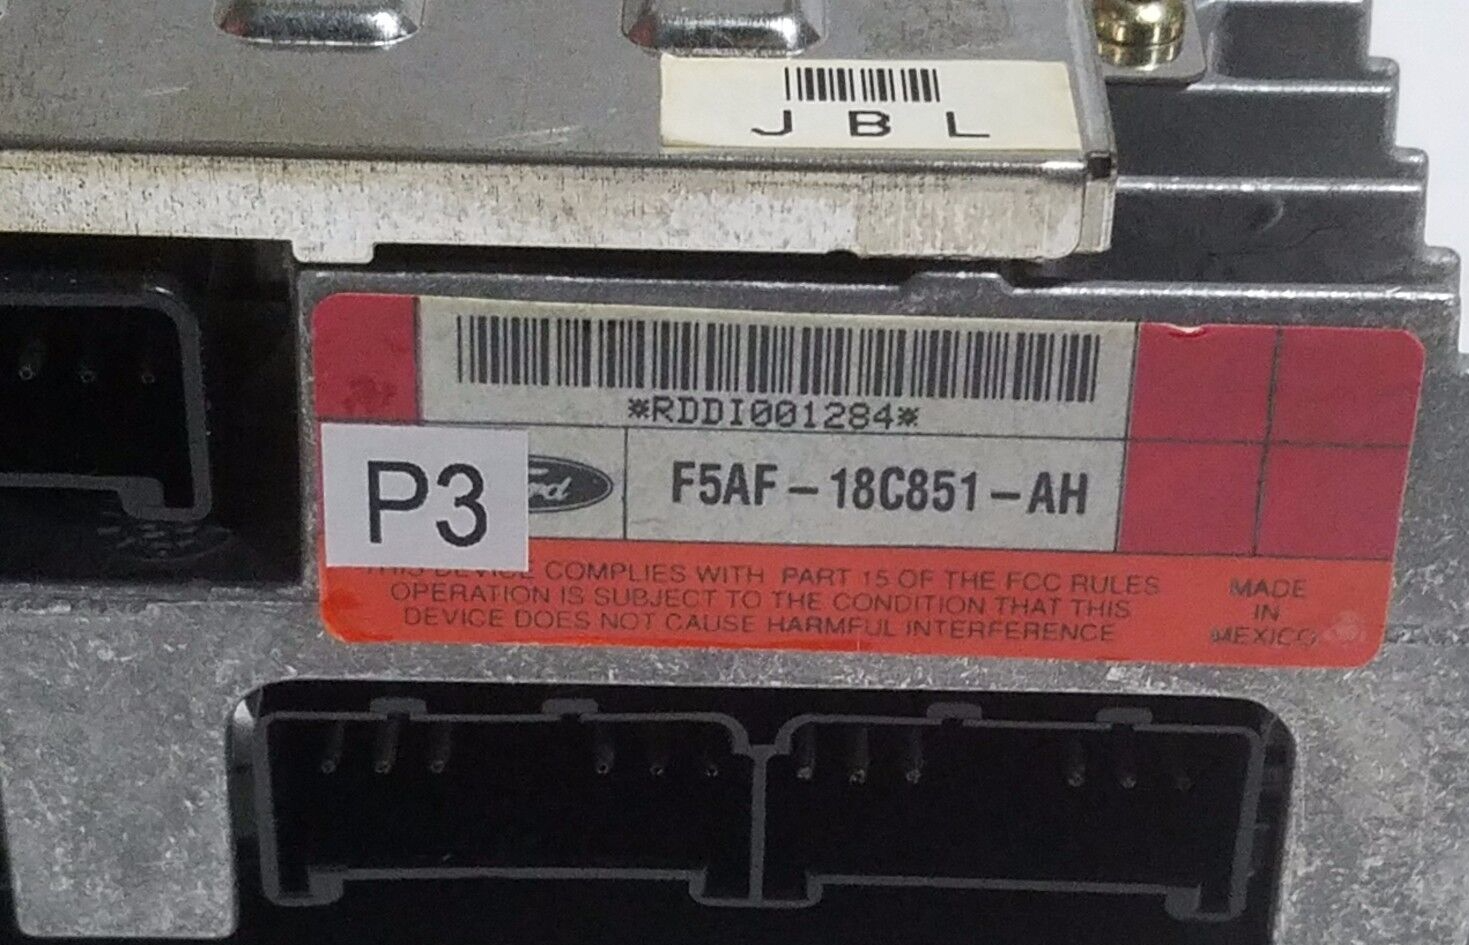 J B L
*RDDI001284*
P3
F5AF-18C851-AH
THIS DEVICE COMPLIES WITH PART 15 OF THE FCC RULES
OPERATION IS SUBJECT TO THE CONDITION THAT THIS
DEVICE DOES NOT CAUSE HARMFUL INTERFERENCE
MADE
IN
MEXICO